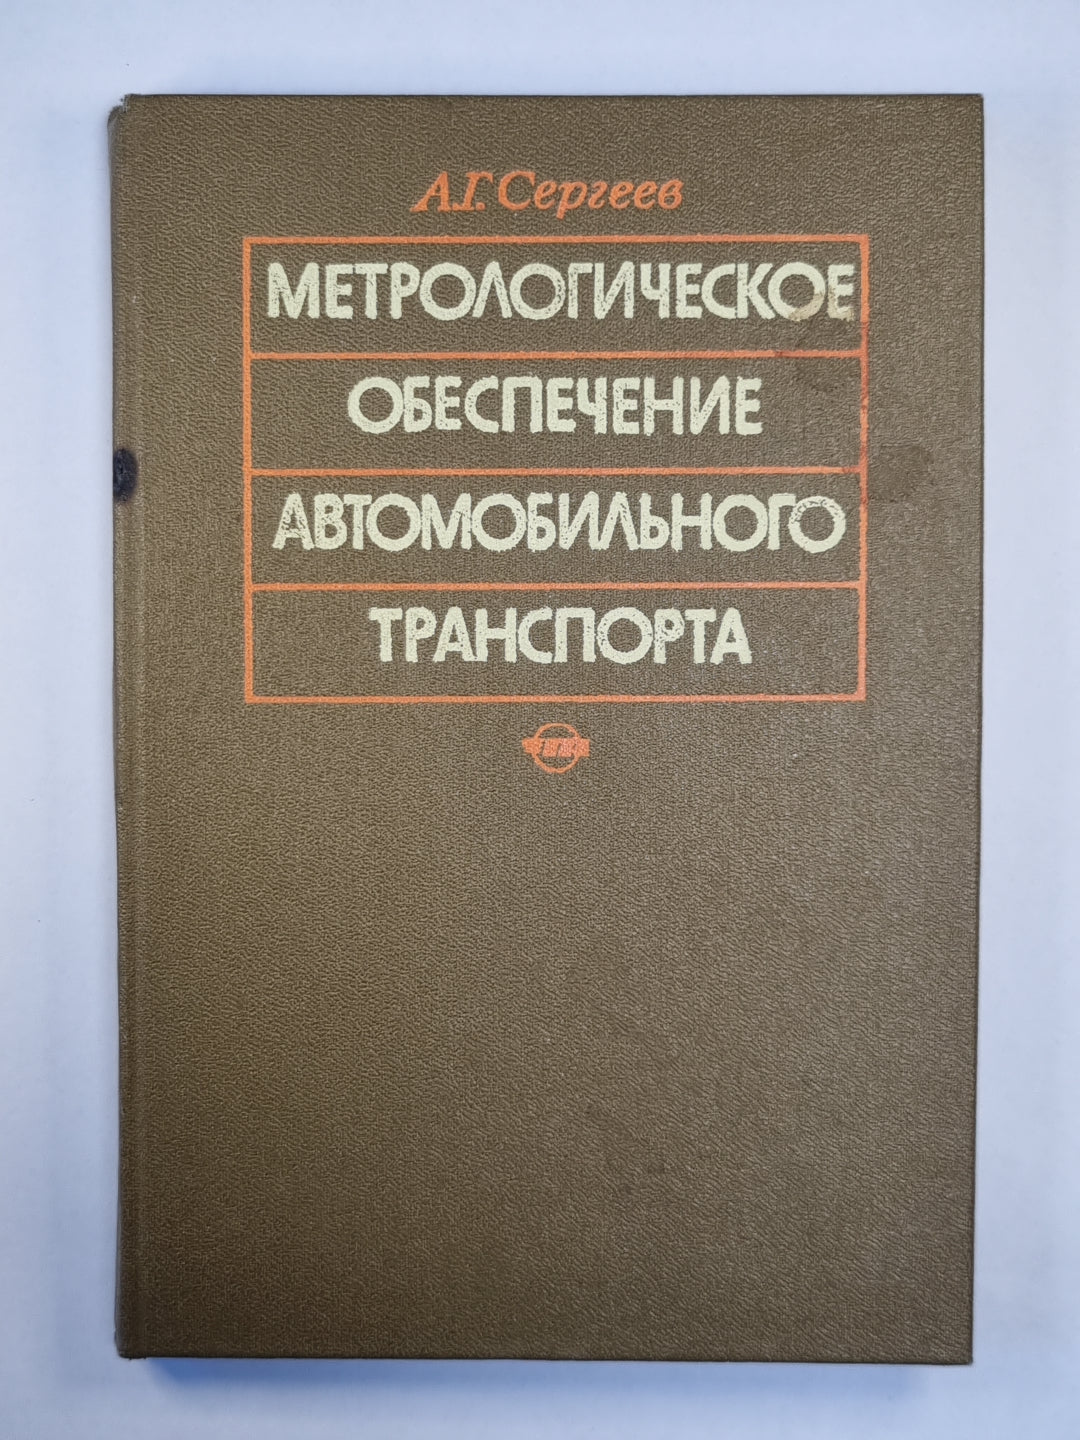 А.Г. Сергеев
МЕТРОЛОГИЧЕСКОЕ
ОБЕСПЕЧЕНИЕ
АВТОМОБИЛЬНОГО
ТРАНСПОРТА